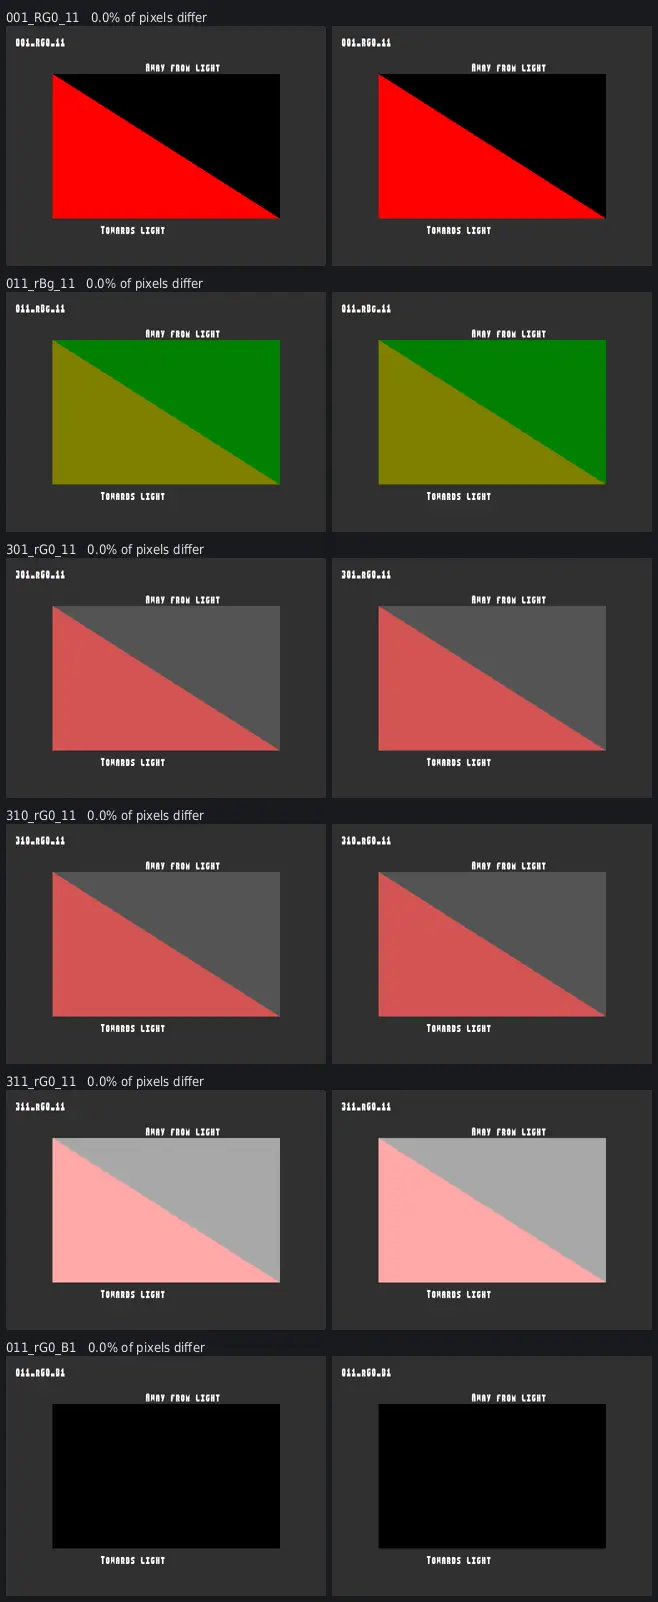 001_RG0_11 0.0% of pixels differ
001_RG0_11 001_RG0_11
Away from light Away from light
Towards light Towards light
011_rBg_11 0.0% of pixels differ
011_rBg_11 011_rBg_11
Away from light Away from light
Towards light Towards light
301_rG0_11 0.0% of pixels differ
301_rG0_11 301_rG0_11
Away from light Away from light
Towards light Towards light
310_rG0_11 0.0% of pixels differ
310_rG0_11 310_rG0_11
Away from light Away from light
Towards light Towards light
311_rG0_11 0.0% of pixels differ
311_rG0_11 311_rG0_11
Away from light Away from light
Towards light Towards light
011_rG0_B1 0.0% of pixels differ
011_rG0_B1 011_rG0_B1
Away from light Away from light
Towards light Towards light